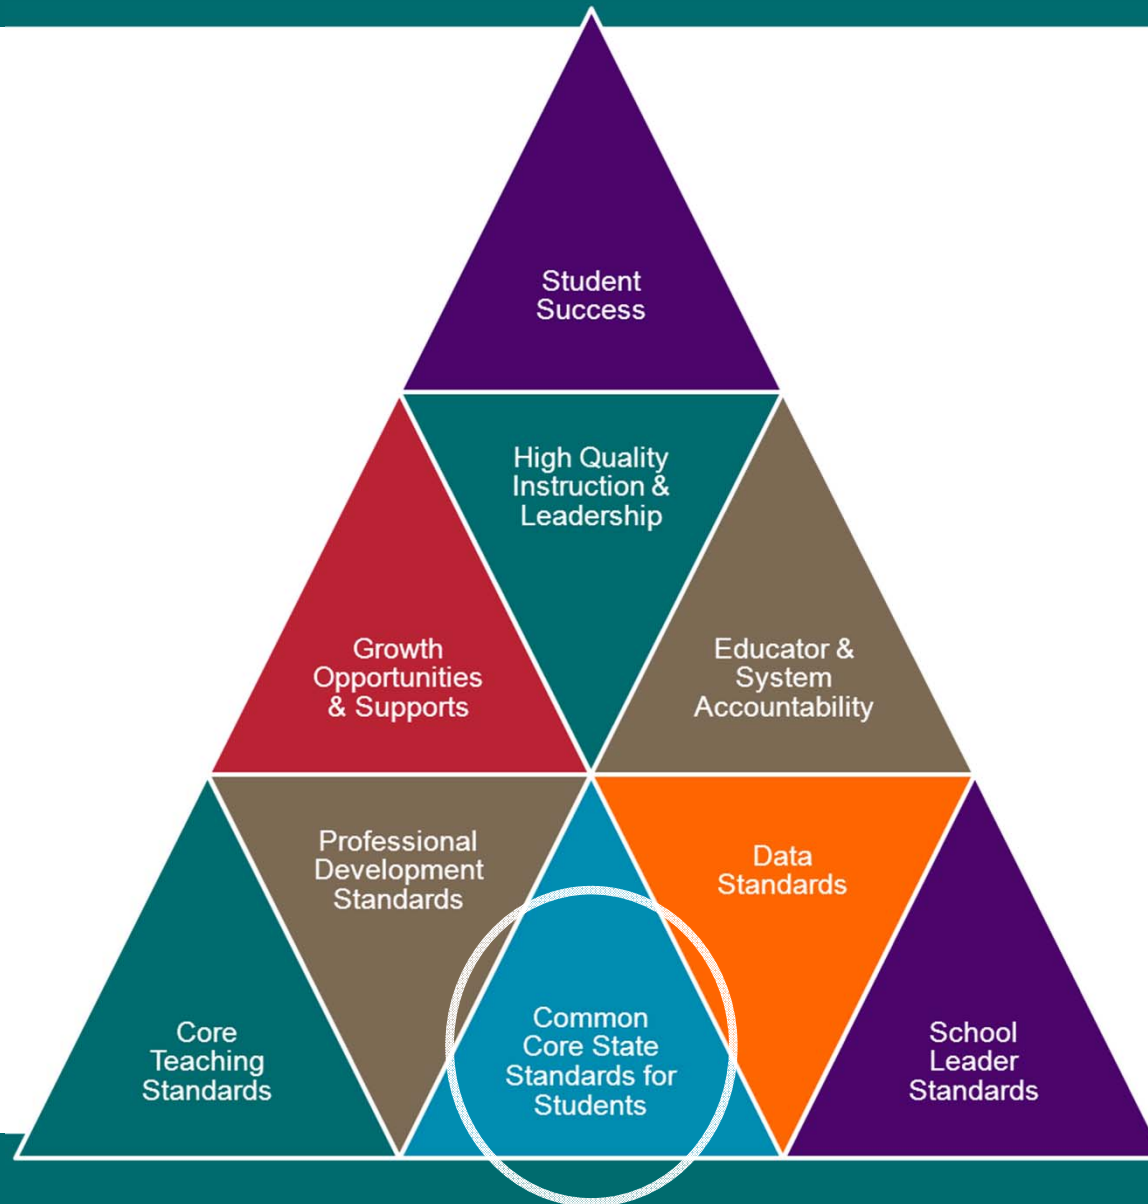 Student
Success
High Quality
Instruction &
Leadership
Growth
Opportunities
& Supports
Educator &
System
Accountability
Professional
Development
Standards
Data
Standards
Core
Teaching
Standards
Common
Core State
Standards for
Students
School
Leader
Standards